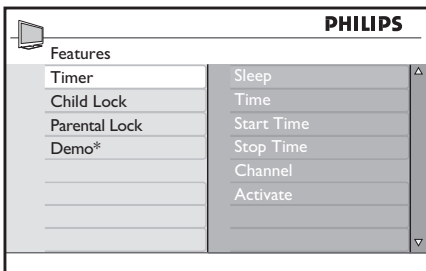 PHILIPS
Features
Timer
Child Lock
Parental Lock
Demo*
Sleep
Time
Start Time
Stop Time
Channel
Activate